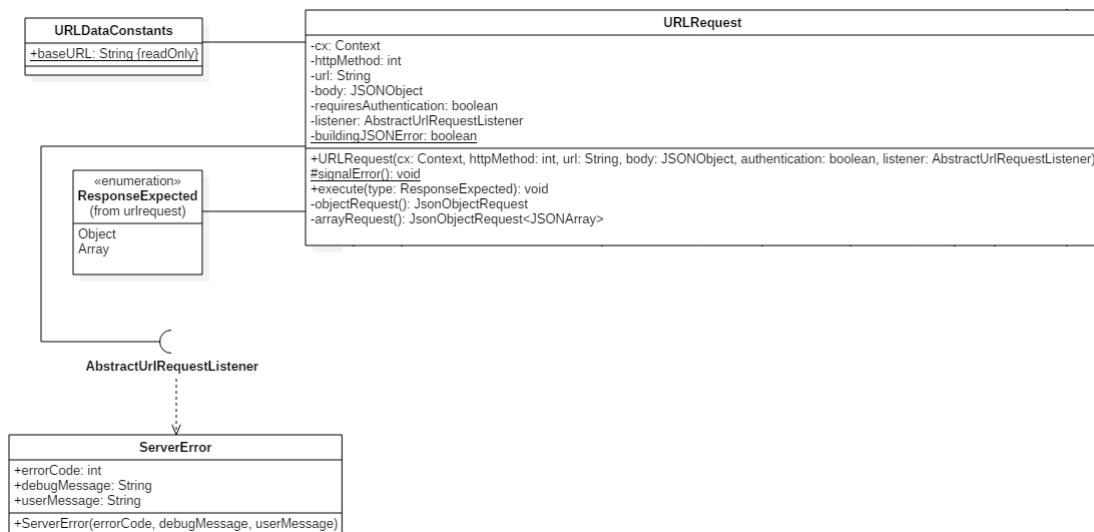 URLDataConstants
+baseURL: String {readOnly}
URLRequest
-cx: Context
-httpMethod: int
-url: String
-body: JSONObject
-requiresAuthentication: boolean
-listener: AbstractUrlRequestListener
-buildingJSONError: boolean
+URLRequest(cx: Context, httpMethod: int, url: String, body: JSONObject, authentication: boolean, listener: AbstractUrlRequestListener)
#signalError(): void
+execute(type: ResponseExpected): void
-objectRequest(): JsonObjectRequest
-arrayRequest(): JsonObjectRequest<JSONArray>
«enumeration»
ResponseExpected
(from urlrequest)
Object
Array
AbstractUrlRequestListener
ServerError
+errorCode: int
+debugMessage: String
+userMessage: String
+ServerError(errorCode, debugMessage, userMessage)